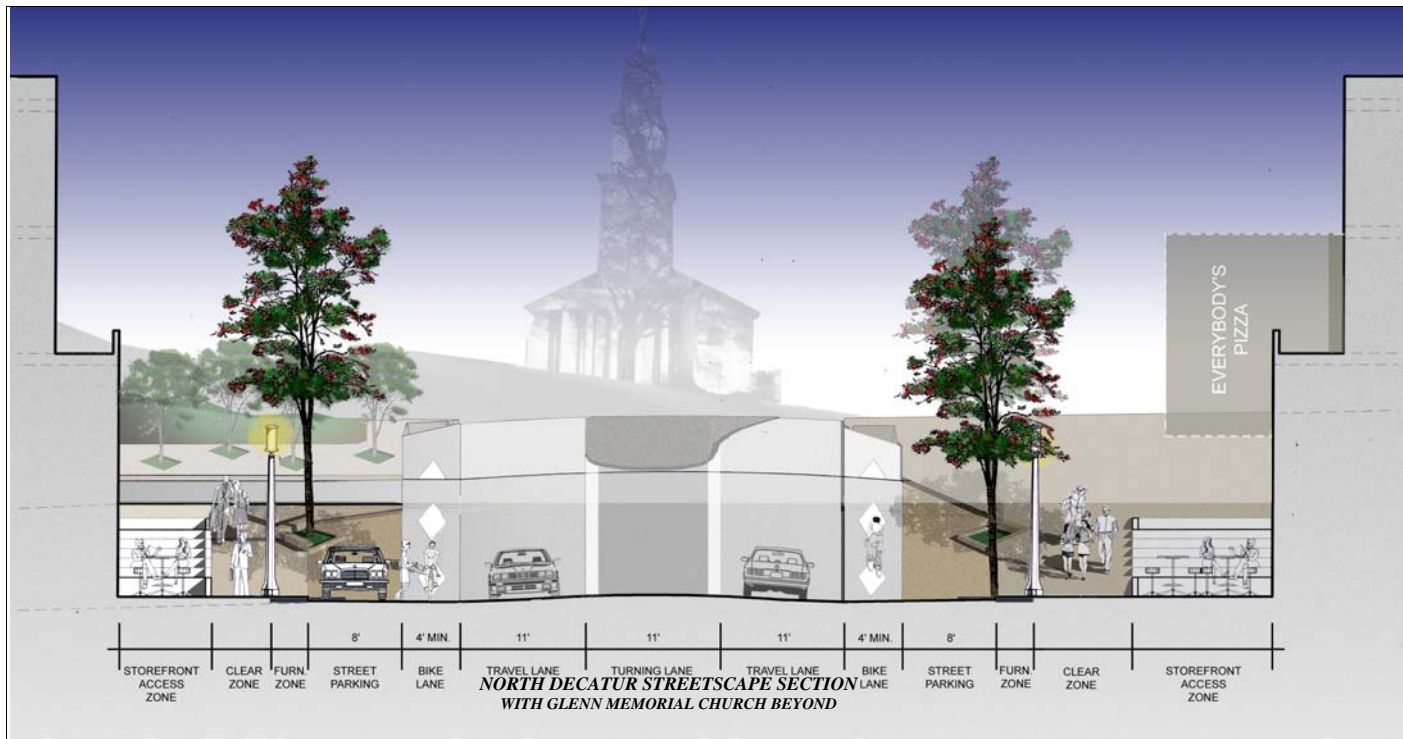 EVERYBODY'S
PIZZA
8'
4' MIN.
11'
11'
11'
4' MIN.
8'
STOREFRONT
ACCESS
ZONE
CLEAR
ZONE
FURN.
ZONE
STREET
PARKING
BIKE
LANE
TRAVEL LANE
TURNING LANE
TRAVEL LANE
BIKE
LANE
STREET
PARKING
FURN.
ZONE
CLEAR
ZONE
STOREFRONT
ACCESS
ZONE
NORTH DECATUR STREETSCAPE SECTION
WITH GLENN MEMORIAL CHURCH BEYOND